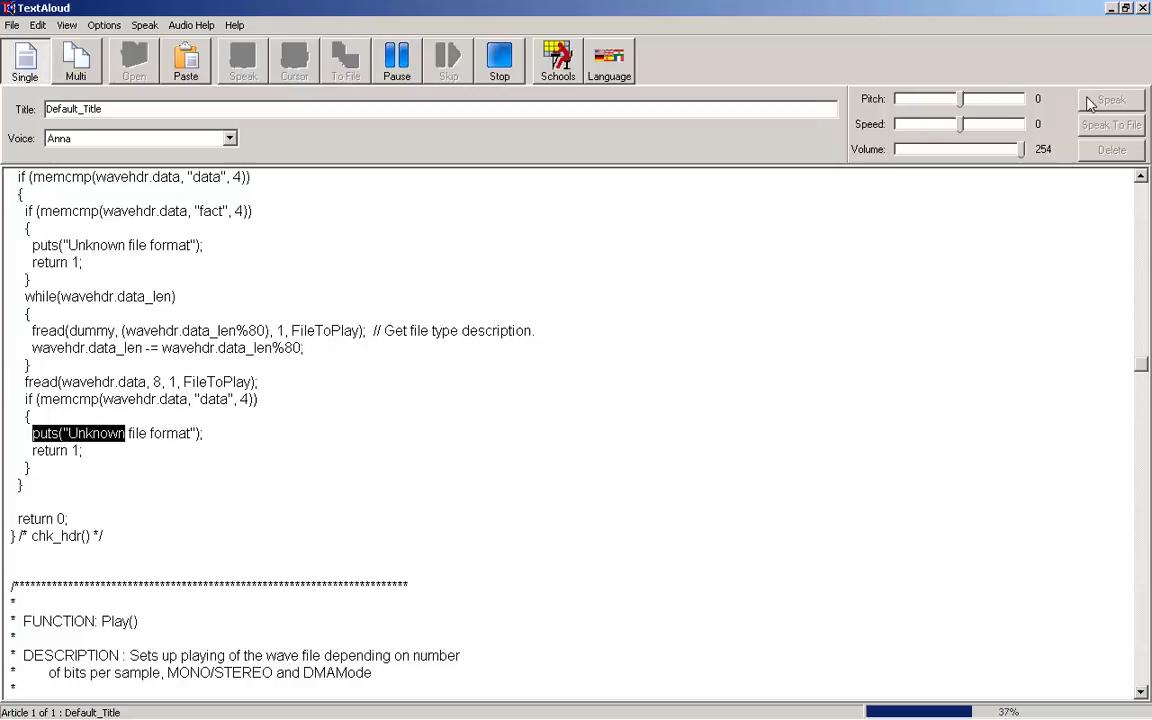 TextAloud
File Edit View Options Speak Audio Help Help
Single Multi Open Paste Speak Cursor To File Pause Skip Stop Schools Language
Title: Default_Title
Voice: Anna
Pitch: 0 Speak
Speed: 0 Speak To File
Volume: 254 Delete
if (memcmp(wavehdr.data, "data", 4))
{
if (memcmp(wavehdr.data, "fact", 4))
{
puts("Unknown file format");
return 1;
}
while(wavehdr.data_len)
{
fread(dummy, (wavehdr.data_len%80), 1, FileToPlay); // Get file type description.
wavehdr.data_len -= wavehdr.data_len%80;
}
fread(wavehdr.data, 8, 1, FileToPlay);
if (memcmp(wavehdr.data, "data", 4))
{
puts("Unknown file format");
return 1;
}
}
return 0;
} /* chk_hdr() */
/***************************************************************************
*
* FUNCTION: Play()
*
* DESCRIPTION : Sets up playing of the wave file depending on number
* of bits per sample, MONO/STEREO and DMAMode
*
Article 1 of 1 : Default_Title 37%